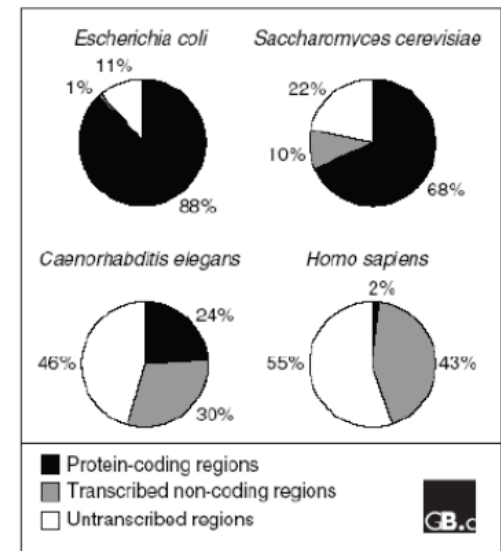 Escherichia coli
Saccharomyces cerevisiae
11%
1%
88%
22%
10%
68%
Caenorhabditis elegans
Homo sapiens
24%
46%
30%
2%
55%
43%
Protein-coding regions
Transcribed non-coding regions
Untranscribed regions
GB.c